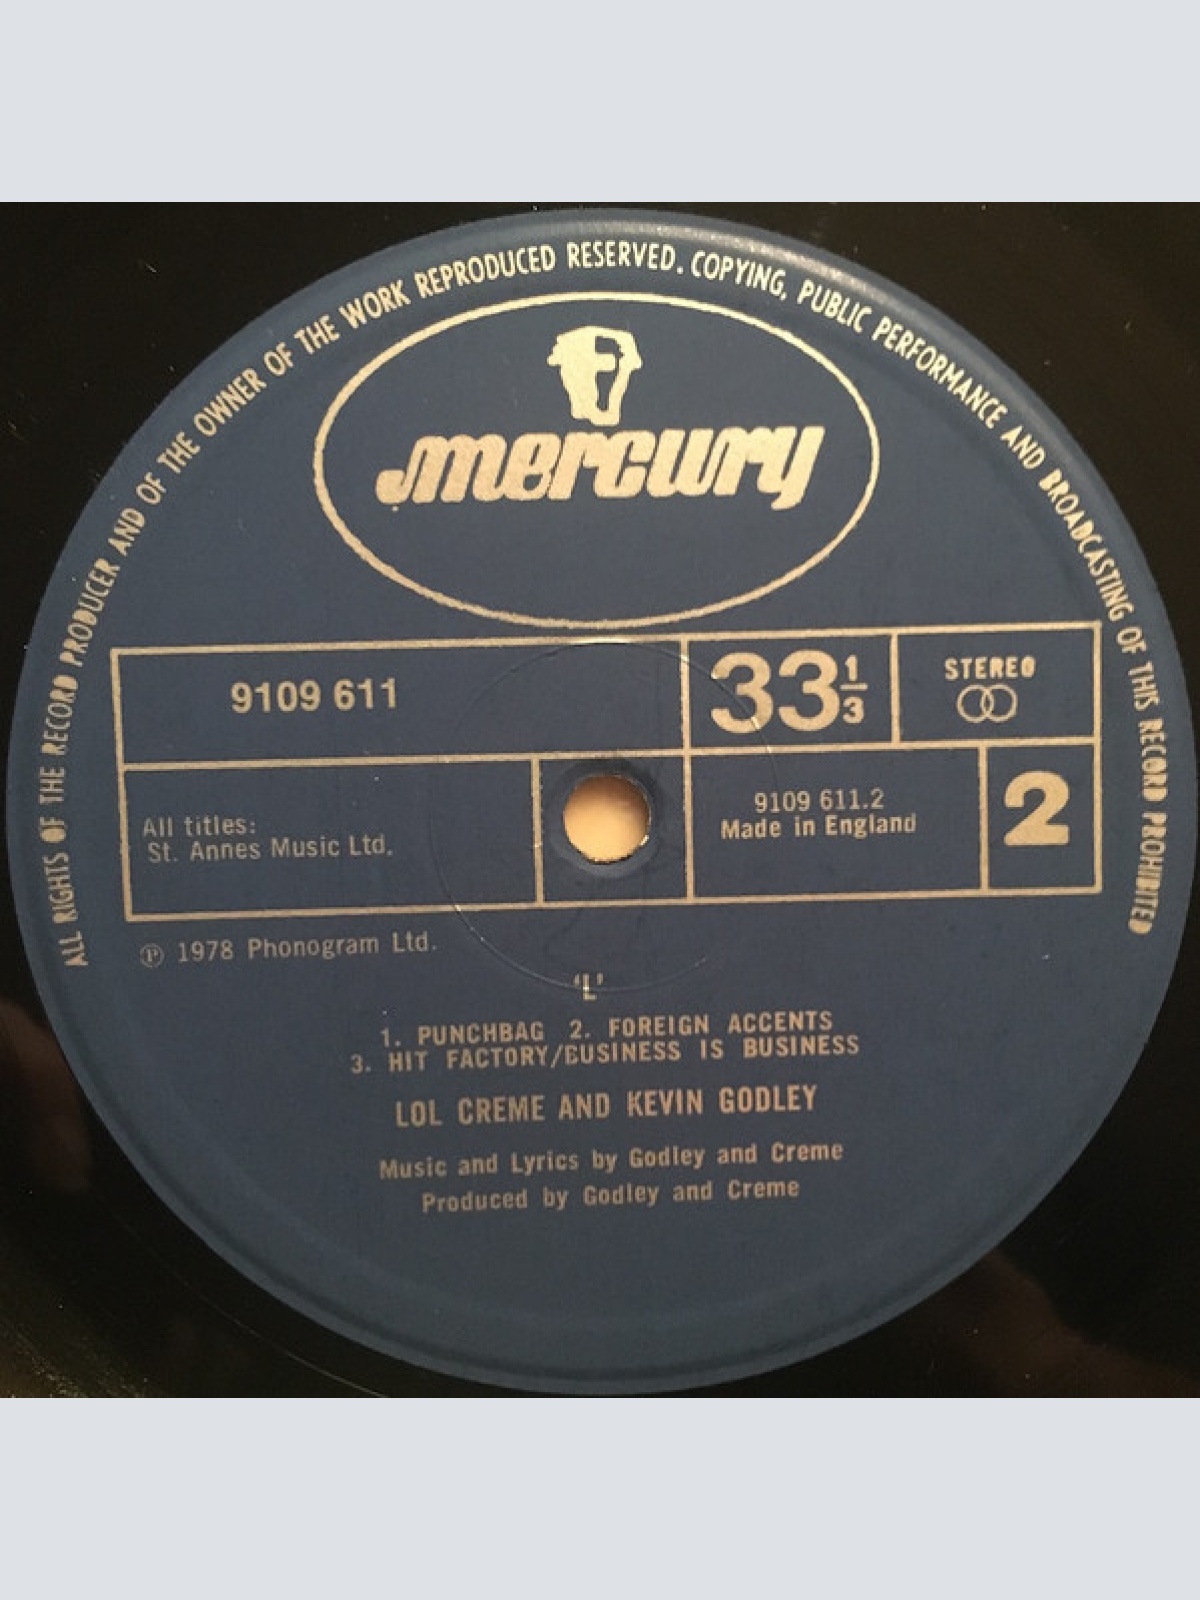 ALL RIGHTS OF THE RECORD PRODUCER AND OF THE OWNER OF THE WORK REPRODUCED RESERVED. COPYING, PUBLIC PERFORMANCE AND BROADCASTING OF THIS RECORD PROHIBITED
mercury
9109 611
33 1/3
STEREO
All titles:
St. Annes Music Ltd.
9109 611.2
Made in England
2
℗ 1978 Phonogram Ltd.
'L'
1. PUNCHBAG 2. FOREIGN ACCENTS
3. HIT FACTORY/BUSINESS IS BUSINESS
LOL CREME AND KEVIN GODLEY
Music and Lyrics by Godley and Creme
Produced by Godley and Creme